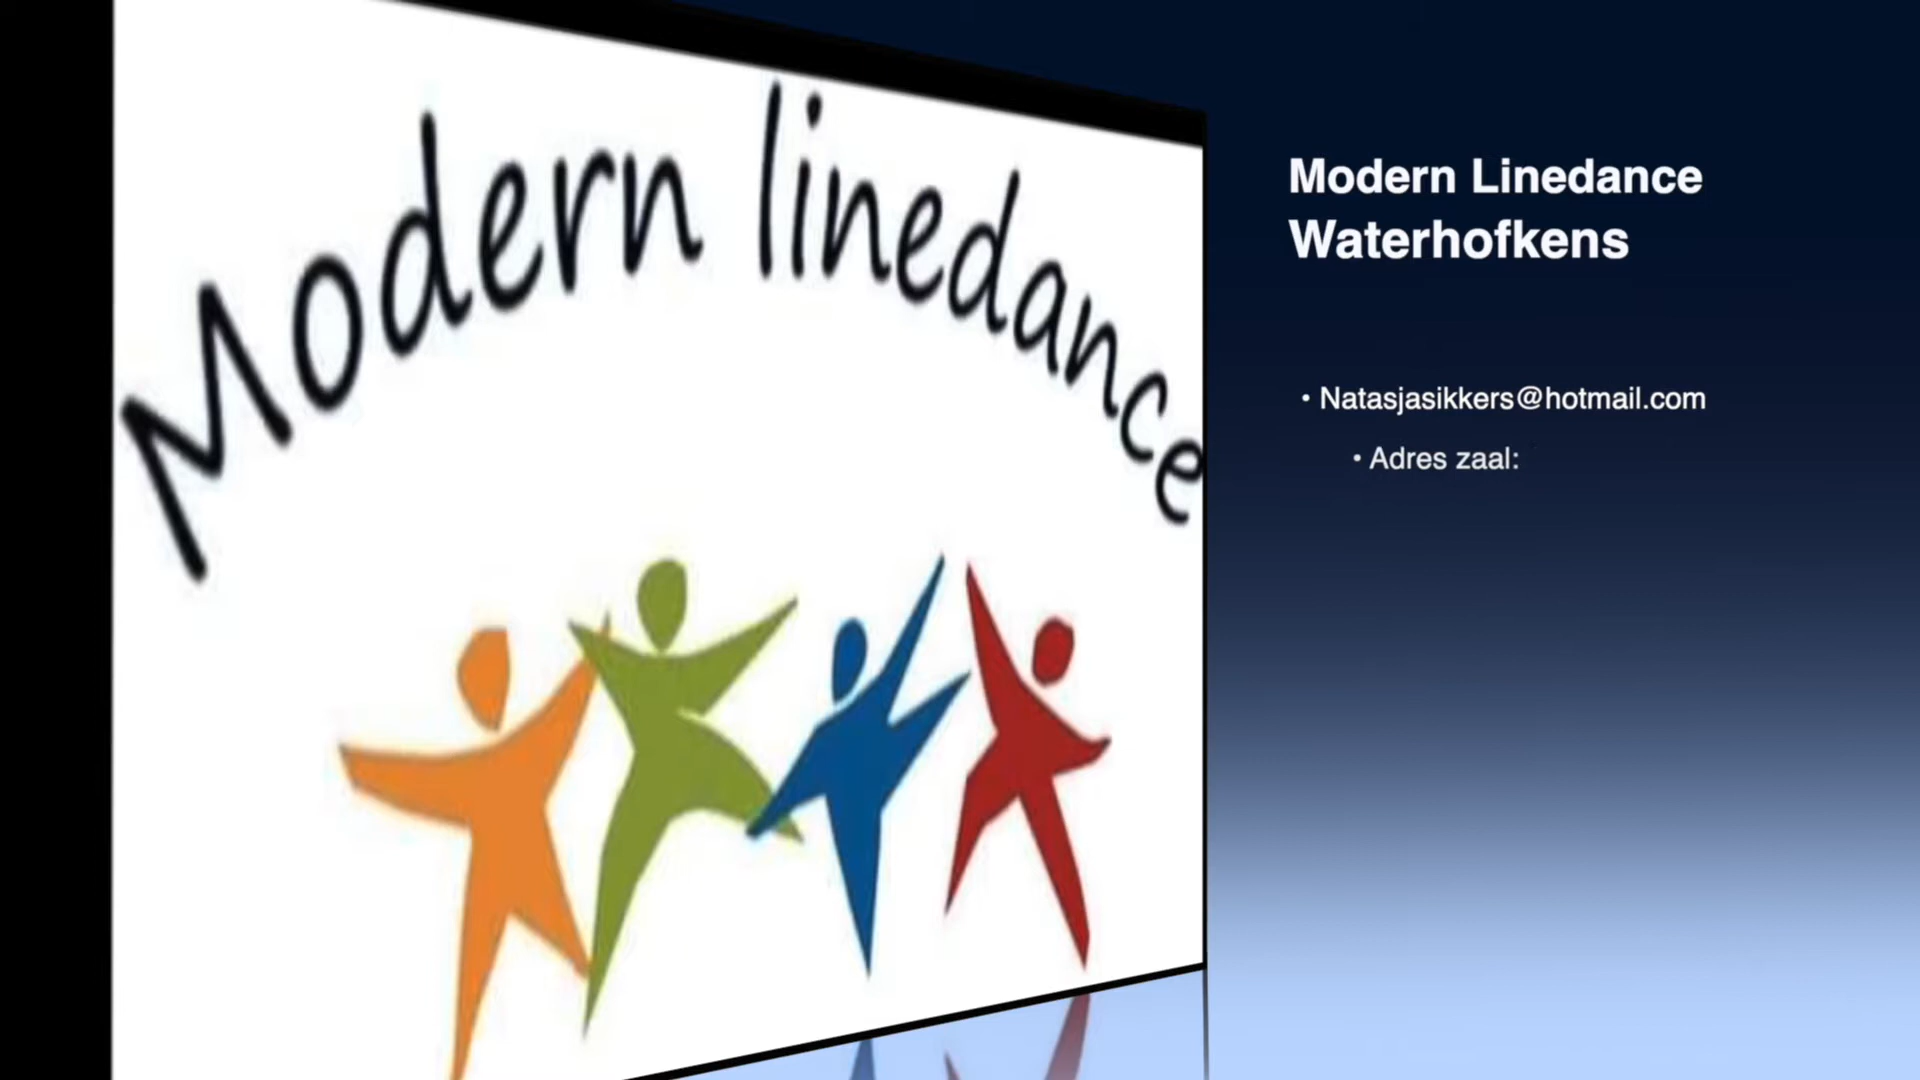 Modern linedance
Modern Linedance
Waterhofkens
• Natasjasikkers@hotmail.com
• Adres zaal: